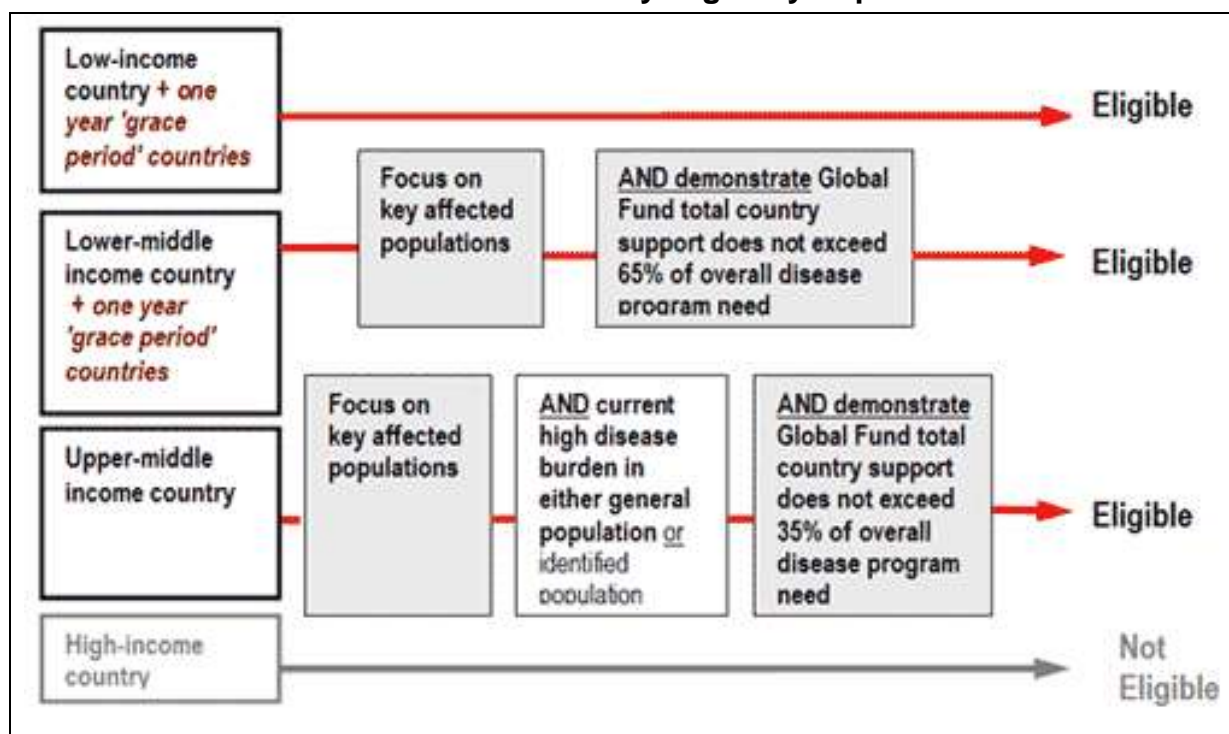 Low-income
country + one
year 'grace
period' countries
Eligible
Focus on
key affected
populations
AND demonstrate Global
Fund total country
support does not exceed
65% of overall disease
program need
Lower-middle
income country
+ one year
'grace period'
countries
Eligible
Upper-middle
income country
Focus on
key affected
populations
AND current
high disease
burden in
either general
population or
identified
population
AND demonstrate
Global Fund total
country support
does not exceed
35% of overall
disease program
need
Eligible
High-income
country
Not
Eligible